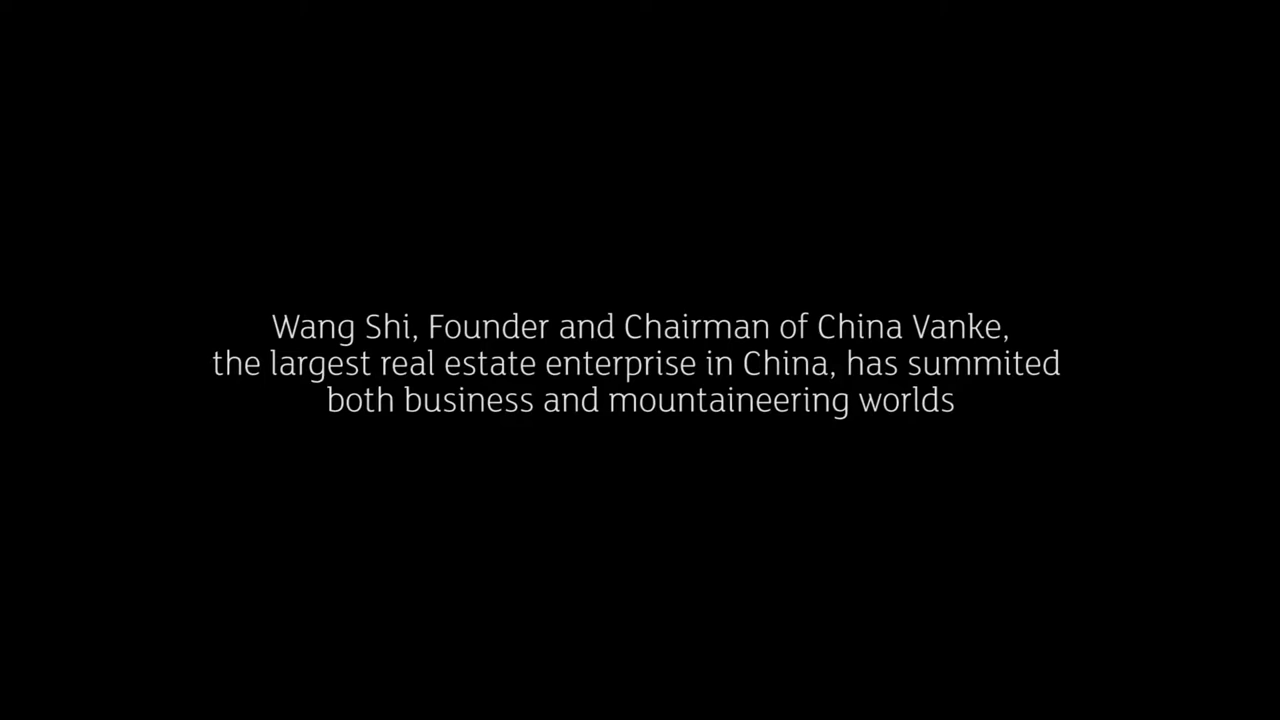 Wang Shi, Founder and Chairman of China Vanke,
the largest real estate enterprise in China, has summited
both business and mountaineering worlds